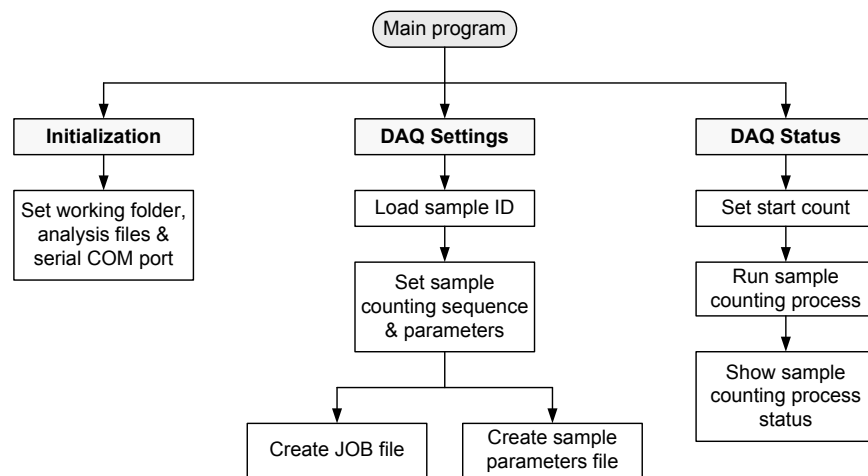 Main program
Initialization
Set working folder,
analysis files &
serial COM port
DAQ Settings
Load sample ID
Set sample
counting sequence
& parameters
Create JOB file
Create sample
parameters file
DAQ Status
Set start count
Run sample
counting process
Show sample
counting process
status